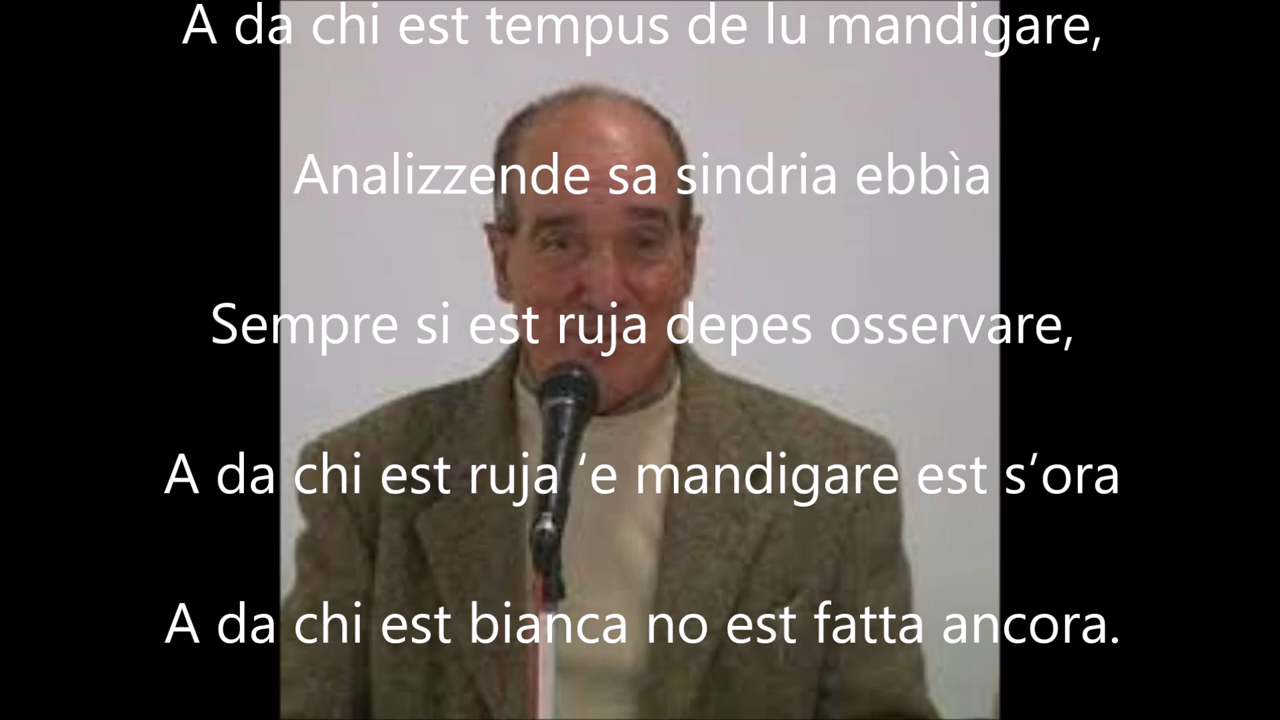 A da chi est tempus de lu mandigare,
Analizzende sa sindria ebbìa
Sempre si est ruja depes osservare,
A da chi est ruja ‘e mandigare est s’ora
A da chi est bianca no est fatta ancora.